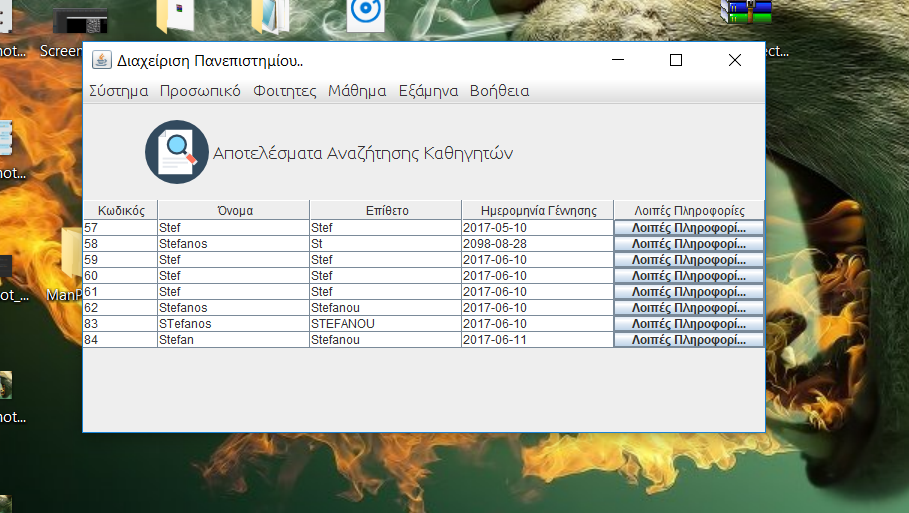 not...
Screen
ect...
Διαχείριση Πανεπιστημίου..
Σύστημα Προσωπικό Φοιτητες Μάθημα Εξάμηνα Βοήθεια
Αποτελέσματα Αναζήτησης Καθηγητών
Κωδικός Όνομα Επίθετο Ημερομηνία Γέννησης Λοιπές Πληροφορίες
57 Stef Stef 2017-05-10 Λοιπές Πληροφορί...
58 Stefanos St 2098-08-28 Λοιπές Πληροφορί...
59 Stef Stef 2017-06-10 Λοιπές Πληροφορί...
60 Stef Stef 2017-06-10 Λοιπές Πληροφορί...
61 Stef Stef 2017-06-10 Λοιπές Πληροφορί...
62 Stefanos Stefanou 2017-06-10 Λοιπές Πληροφορί...
83 STefanos STEFANOU 2017-06-10 Λοιπές Πληροφορί...
84 Stefan Stefanou 2017-06-11 Λοιπές Πληροφορί...
not...
ot_...
ManP
not...